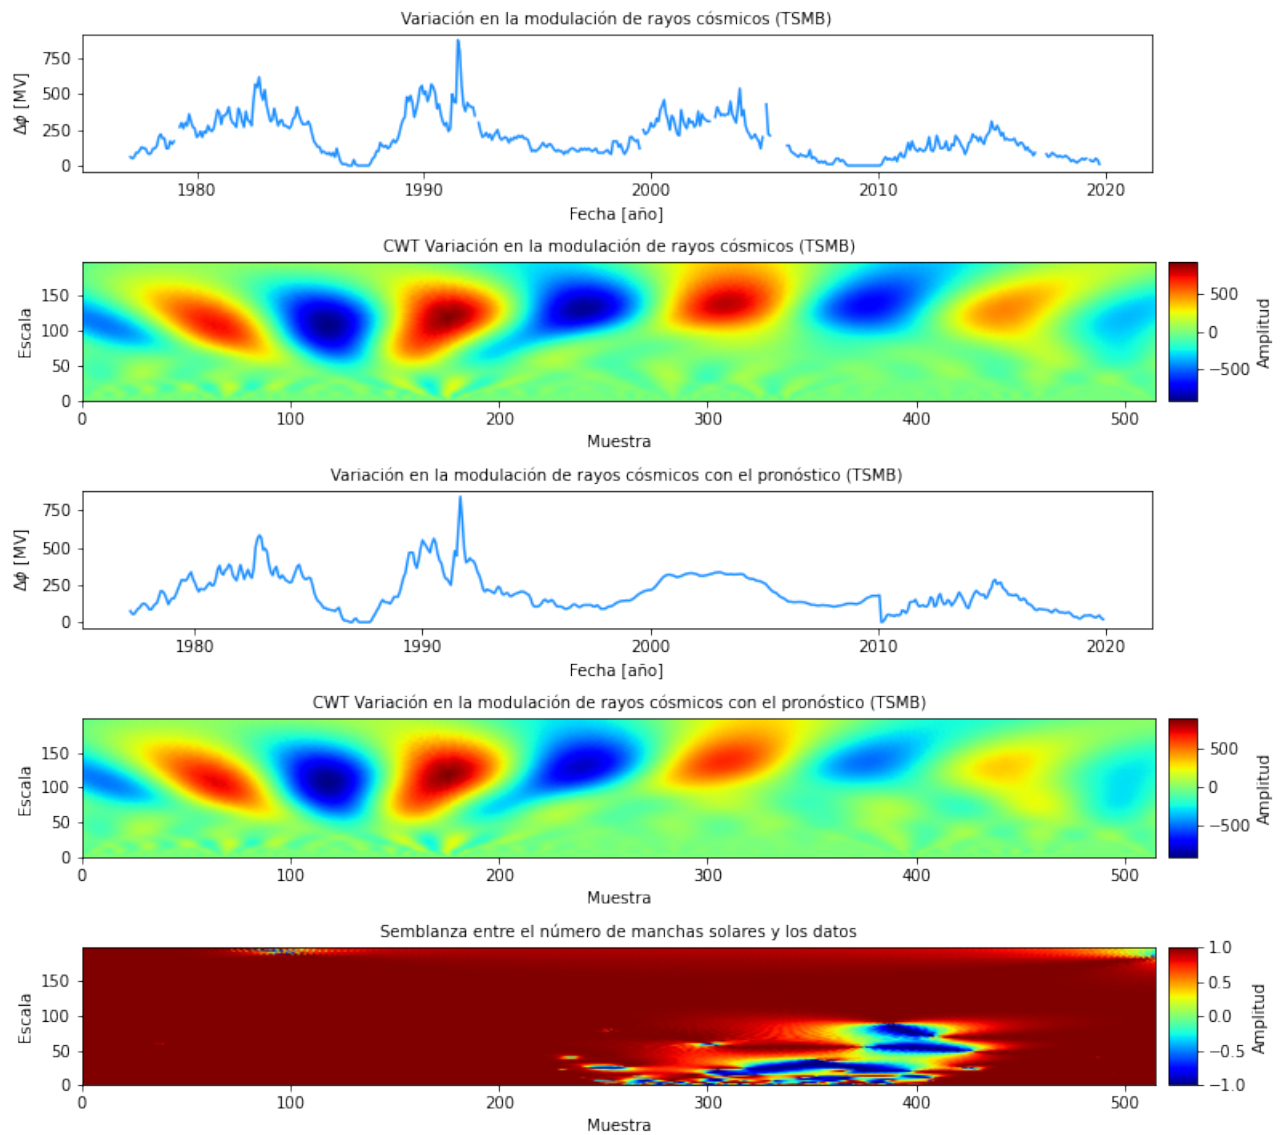 Variación en la modulación de rayos cósmicos (TSMB)
Δφ [MV]
750
500
250
0
1980 1990 2000 2010 2020
Fecha [año]
CWT Variación en la modulación de rayos cósmicos (TSMB)
Escala
150
100
50
0
0 100 200 300 400 500
Muestra
500
0
−500
Amplitud
Variación en la modulación de rayos cósmicos con el pronóstico (TSMB)
Δφ [MV]
750
500
250
0
1980 1990 2000 2010 2020
Fecha [año]
CWT Variación en la modulación de rayos cósmicos con el pronóstico (TSMB)
Escala
150
100
50
0
0 100 200 300 400 500
Muestra
500
0
−500
Amplitud
Semblanza entre el número de manchas solares y los datos
Escala
150
100
50
0
0 100 200 300 400 500
Muestra
1.0
0.5
0.0
−0.5
−1.0
Amplitud